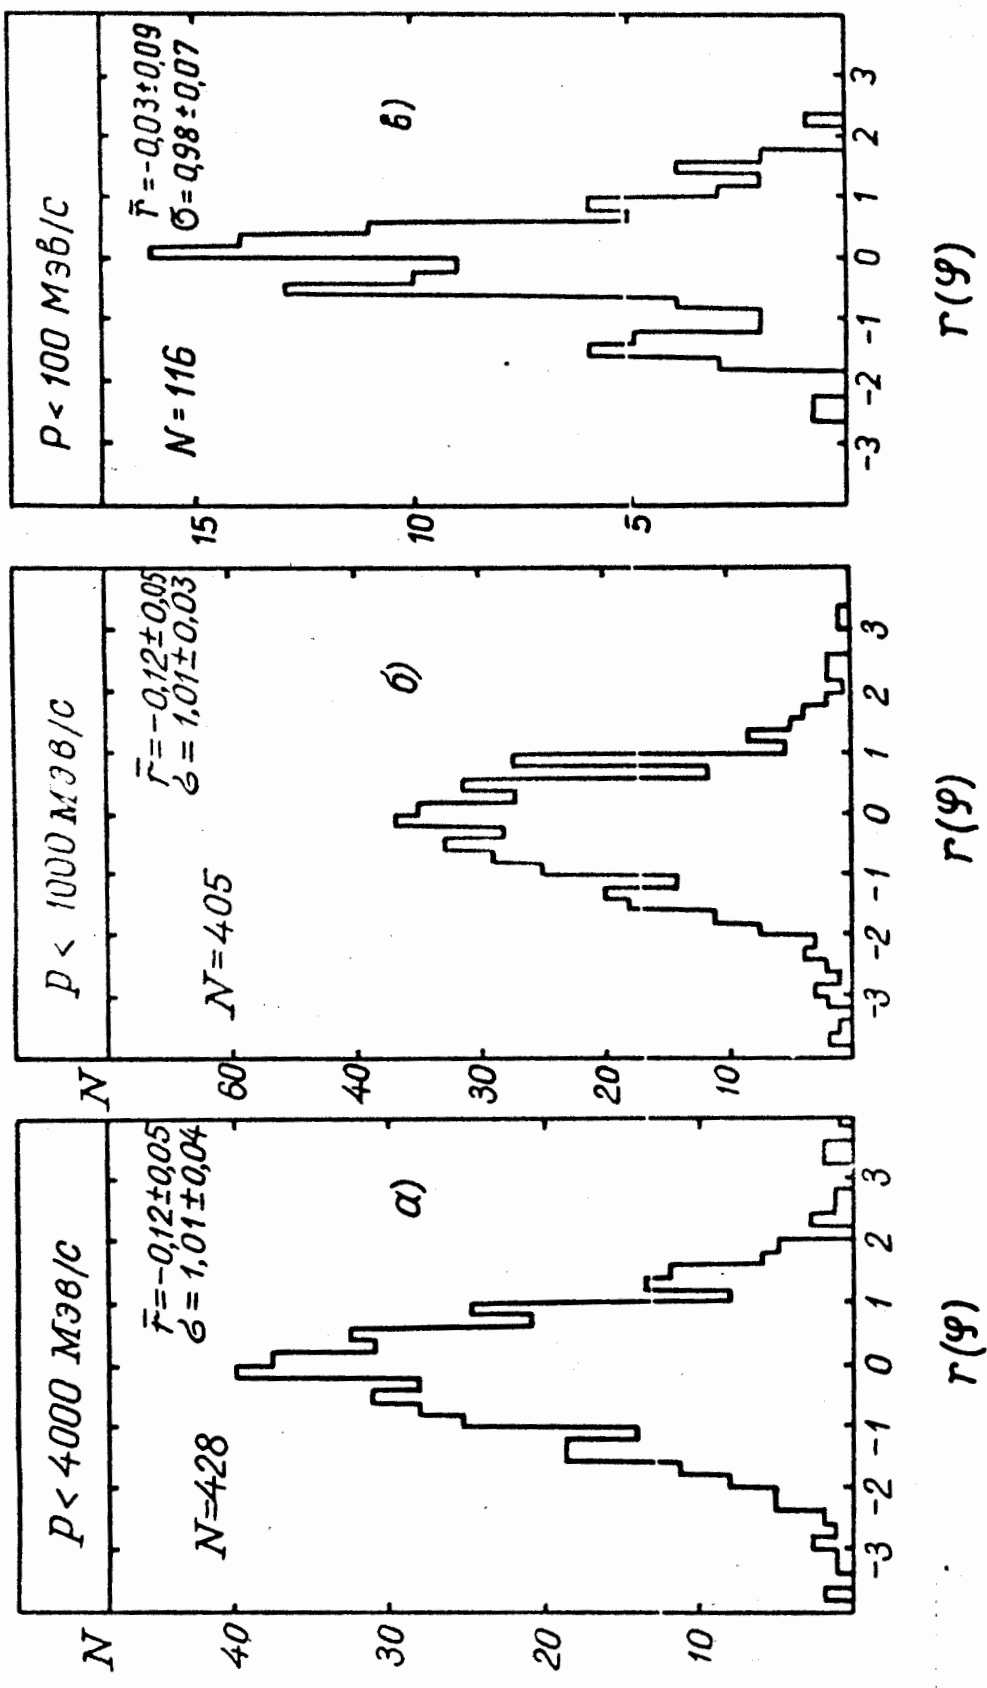 P < 4000 МэВ/С
N
r̄=-0,12±0,05
σ=1,01±0,04
N=428
а)
40
30
20
10
-3 -2 -1 0 1 2 3
r(φ)
P < 1000 МэВ/С
N
r̄=-0,12±0,05
σ=1,01±0,03
N=405
б)
60
40
30
20
10
-3 -2 -1 0 1 2 3
r(φ)
P < 100 МэВ/С
r̄=-0,03±0,09
σ=0,98±0,07
N=116
в)
15
10
5
-3 -2 -1 0 1 2 3
r(φ)